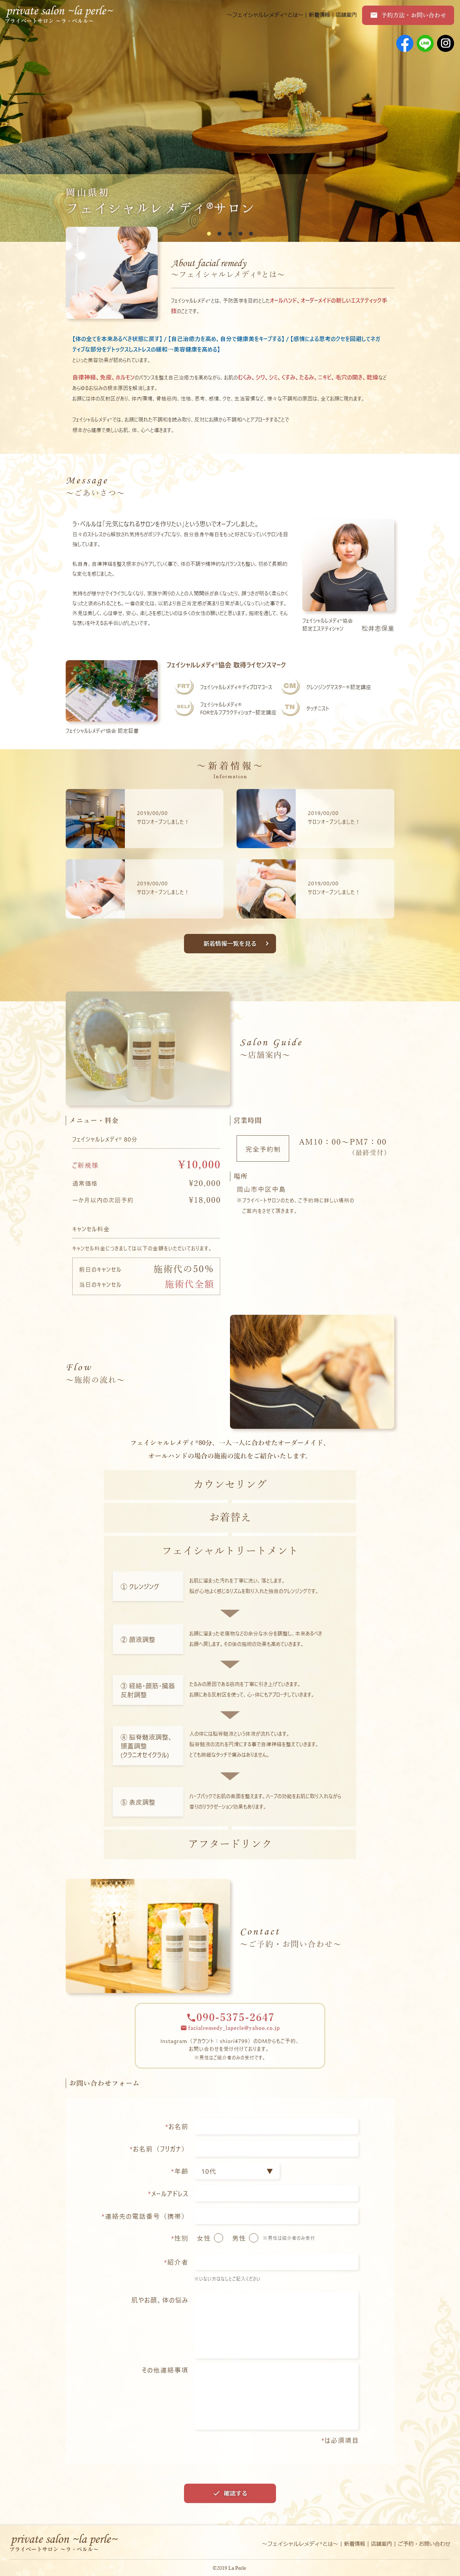 private salon ~la perle~
プライベートサロン 〜ラ・ペルル〜
〜フェイシャルレメディ®とは〜 | 新着情報 | 店舗案内
予約方法・お問い合わせ
岡山県初
フェイシャルレメディ®サロン
About facial remedy
〜フェイシャルレメディ®とは〜
フェイシャルレメディ®とは、予防医学を目的としたオールハンド。オーダーメイドの新しいエステティック手
技のことです。
【体の全てを本来あるべき状態に戻す】 / 【自己治癒力を高め、自分で健康美をキープする】 / 【感情による思考のクセを回避してネガ
ティブな部分をデトックスしストレスの緩和→美容健康を高める】
といった美容効果が認められています。
自律神経、免疫、ホルモンのバランスを整え自己治癒力を高めながら、お肌のむくみ、シワ、シミ、くすみ、たるみ、ニキビ、毛穴の開き、乾燥など
あらゆるお悩みの根本原因を解消します。
お顔には体の反射区があり、体内環境、脊椎筋肉、性格、思考、感情、クセ、生活習慣など、様々な不調和の原因は、全てお顔に現れます。
フェイシャルレメディ®では、お顔に現れた不調和を読み取り、反対にお顔から不調和へとアプローチすることで
根本から健康で美しいお肌、体、心へと導きます。
Message
〜ごあいさつ〜
ラ・ペルルは「元気になれるサロンを作りたい」という思いでオープンしました。
日々のストレスから解放され気持ちがポジティブになり、自分自身や毎日をもっと好きになっていくサロンを目
指しています。
私自身、自律神経を整え根本からケアしていく事で、体の不調や精神的なバランスも整い、初めて長期的
な変化を感じました。
気持ちが穏やかでイライラしなくなり、家族や周りの人との人間関係が良くなったり、顔つきが明るく柔らかく
なったと褒められることも。一番の変化は、以前より自己肯定感が高まり日常が楽しくなっていった事です。
外見は美しく、心は幸せ、安心、楽しさを感じとれるように導いていきます。施術を通して、そん
な想いを叶えるお手伝いがしたいです。
フェイシャルレメディ®協会
認定エステティシャン 松井志保里
フェイシャルレメディ®協会 取得ライセンスマーク
FRT フェイシャルレメディ®ディプロマコース
CM クレンジングマスター®認定講座
SELF フェイシャルレメディ®
FORセルフプラクティショナー認定講座
TN タッチニスト
フェイシャルレメディ®協会 認定証書
〜新着情報〜
Information
2019/00/00
サロンオープンしました！
2019/00/00
サロンオープンしました！
2019/00/00
サロンオープンしました！
2019/00/00
サロンオープンしました！
新着情報一覧を見る
Salon Guide
〜店舗案内〜
メニュー・料金
フェイシャルレメディ® 80分
ご新規様 ¥10,000
通常価格 ¥20,000
一か月以内の次回予約 ¥18,000
キャンセル料金
キャンセル料金につきましては以下の金額をいただいております。
前日のキャンセル 施術代の50％
当日のキャンセル 施術代全額
営業時間
完全予約制
AM10：00〜PM7：00
（最終受付）
場所
岡山市中区中島
※プライベートサロンのため、ご予約時に詳しい場所の
ご案内をさせて頂きます。
Flow
〜施術の流れ〜
フェイシャルレメディ®80分、一人一人に合わせたオーダーメイド、
オールハンドの場合の施術の流れをご紹介いたします。
カウンセリング
お着替え
フェイシャルトリートメント
① クレンジング
お肌に溜まった汚れを丁寧に洗い、落とします。
脳が心地よく感じるリズムを取り入れた独自のクレンジングです。
② 顔液調整
お顔に溜まった老廃物などの余分な水分を調整し、本来あるべき
お顔へ戻します。その後の施術の効果も高めていきます。
③ 経絡・顔筋・臓器
反射調整
たるみの原因である筋肉を丁寧に引き上げていきます。
お顔にある反射区を使って、心・体にもアプローチしていきます。
④ 脳脊髄液調整、
頭蓋調整
(クラニオセイクラル)
人の体には脳脊髄液という体液が流れています。
脳脊髄液の流れを円滑にする事で自律神経を整えていきます。
とても繊細なタッチで痛みはありません。
⑤ 表皮調整
ハーブパックでお肌の表面を整えます。ハーブの効能をお肌に取り入れながら
香りのリラクゼーション効果もあります。
アフタードリンク
Contact
〜ご予約・お問い合わせ〜
090-5375-2647
facialremedy_laperle@yahoo.co.jp
Instagram（アカウント：shiori4799）のDMからもご予約、
お問い合わせを受け付けております。
※男性はご紹介者のみの受付です。
お問い合わせフォーム
*お名前
*お名前（フリガナ）
*年齢 10代 ▼
*メールアドレス
*連絡先の電話番号（携帯）
*性別 女性 男性 ※男性は紹介者のみ受付
*紹介者
※いない方はなしとご記入ください
肌やお顔、体の悩み
その他連絡事項
*は必須項目
確認する
private salon ~la perle~
プライベートサロン 〜ラ・ペルル〜
〜フェイシャルレメディ®とは〜 | 新着情報 | 店舗案内 | ご予約・お問い合わせ
©2019 La Perle